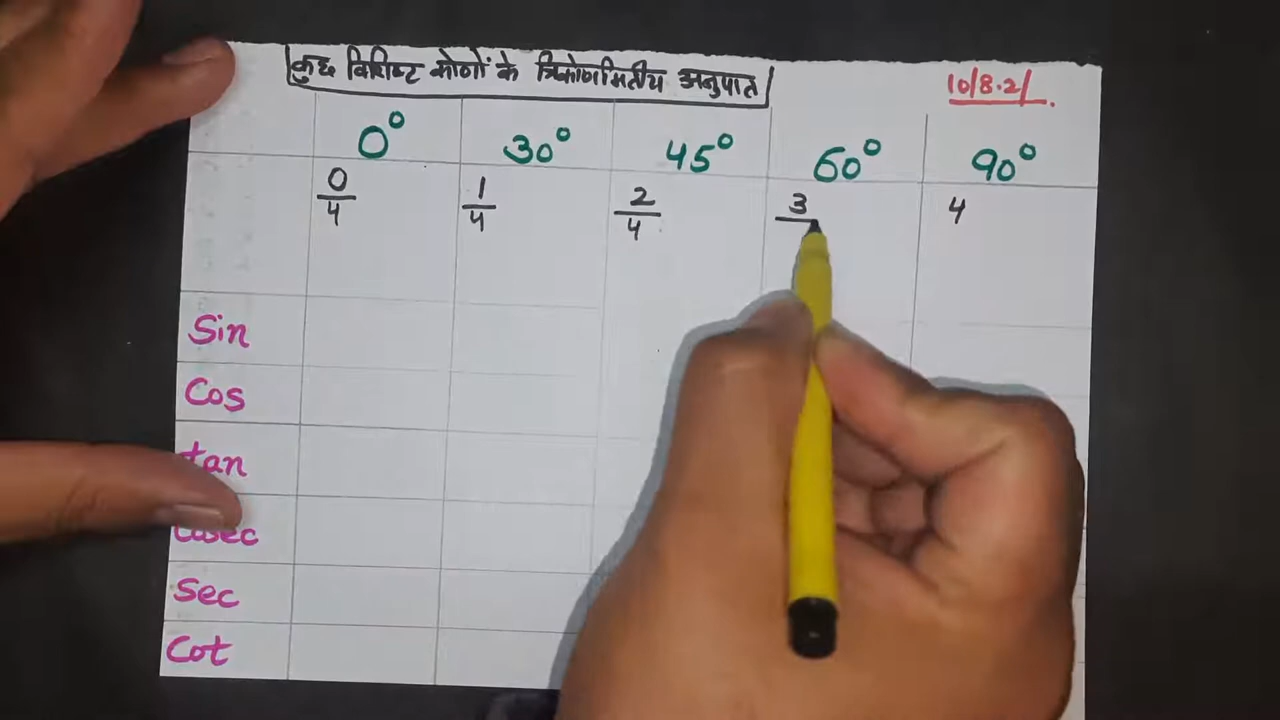 कुछ विशिष्ट कोणों के त्रिकोणमितीय अनुपात
10/8.21
0° 30° 45° 60° 90°
0/4 1/4 2/4 3 4
Sin
Cos
tan
Cosec
Sec
Cot